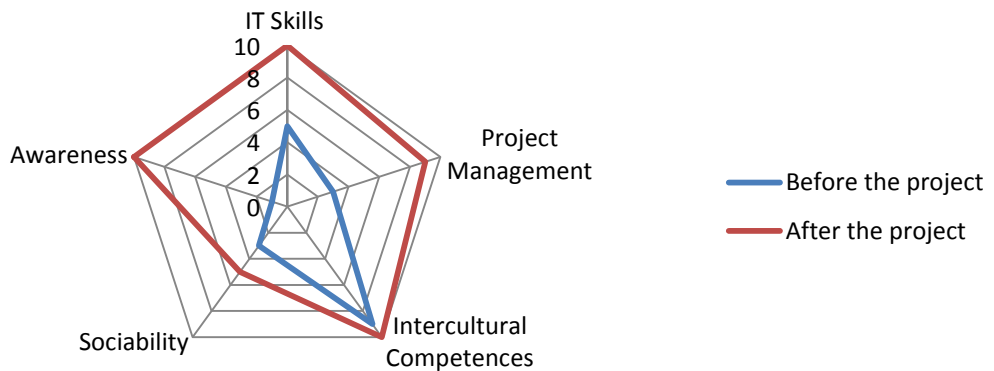 IT Skills
10
8
6
4
2
0
Project
Management
Intercultural
Competences
Sociability
Awareness
Before the project
After the project